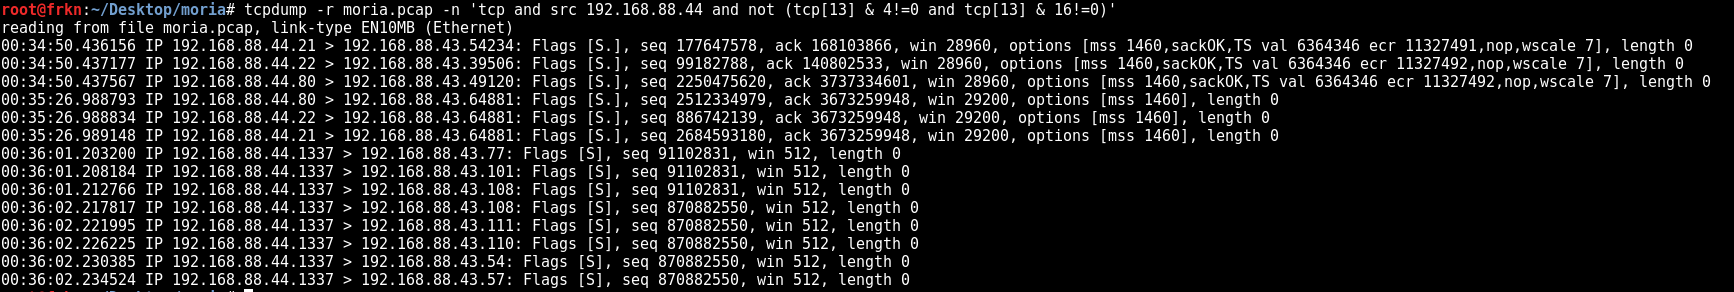 root@frkn:~/Desktop/moria# tcpdump -r moria.pcap -n 'tcp and src 192.168.88.44 and not (tcp[13] & 4!=0 and tcp[13] & 16!=0)'
reading from file moria.pcap, link-type EN10MB (Ethernet)
00:34:50.436156 IP 192.168.88.44.21 > 192.168.88.43.54234: Flags [S.], seq 177647578, ack 168103866, win 28960, options [mss 1460,sackOK,TS val 6364346 ecr 11327491,nop,wscale 7], length 0
00:34:50.437177 IP 192.168.88.44.22 > 192.168.88.43.39506: Flags [S.], seq 99182788, ack 140802533, win 28960, options [mss 1460,sackOK,TS val 6364346 ecr 11327492,nop,wscale 7], length 0
00:34:50.437567 IP 192.168.88.44.80 > 192.168.88.43.49120: Flags [S.], seq 2250475620, ack 3737334601, win 28960, options [mss 1460,sackOK,TS val 6364346 ecr 11327492,nop,wscale 7], length 0
00:35:26.988793 IP 192.168.88.44.80 > 192.168.88.43.64881: Flags [S.], seq 2512334979, ack 3673259948, win 29200, options [mss 1460], length 0
00:35:26.988834 IP 192.168.88.44.22 > 192.168.88.43.64881: Flags [S.], seq 886742139, ack 3673259948, win 29200, options [mss 1460], length 0
00:35:26.989148 IP 192.168.88.44.21 > 192.168.88.43.64881: Flags [S.], seq 2684593180, ack 3673259948, win 29200, options [mss 1460], length 0
00:36:01.203200 IP 192.168.88.44.1337 > 192.168.88.43.77: Flags [S], seq 91102831, win 512, length 0
00:36:01.208184 IP 192.168.88.44.1337 > 192.168.88.43.101: Flags [S], seq 91102831, win 512, length 0
00:36:01.212766 IP 192.168.88.44.1337 > 192.168.88.43.108: Flags [S], seq 91102831, win 512, length 0
00:36:02.217817 IP 192.168.88.44.1337 > 192.168.88.43.108: Flags [S], seq 870882550, win 512, length 0
00:36:02.221995 IP 192.168.88.44.1337 > 192.168.88.43.111: Flags [S], seq 870882550, win 512, length 0
00:36:02.226225 IP 192.168.88.44.1337 > 192.168.88.43.110: Flags [S], seq 870882550, win 512, length 0
00:36:02.230385 IP 192.168.88.44.1337 > 192.168.88.43.54: Flags [S], seq 870882550, win 512, length 0
00:36:02.234524 IP 192.168.88.44.1337 > 192.168.88.43.57: Flags [S], seq 870882550, win 512, length 0